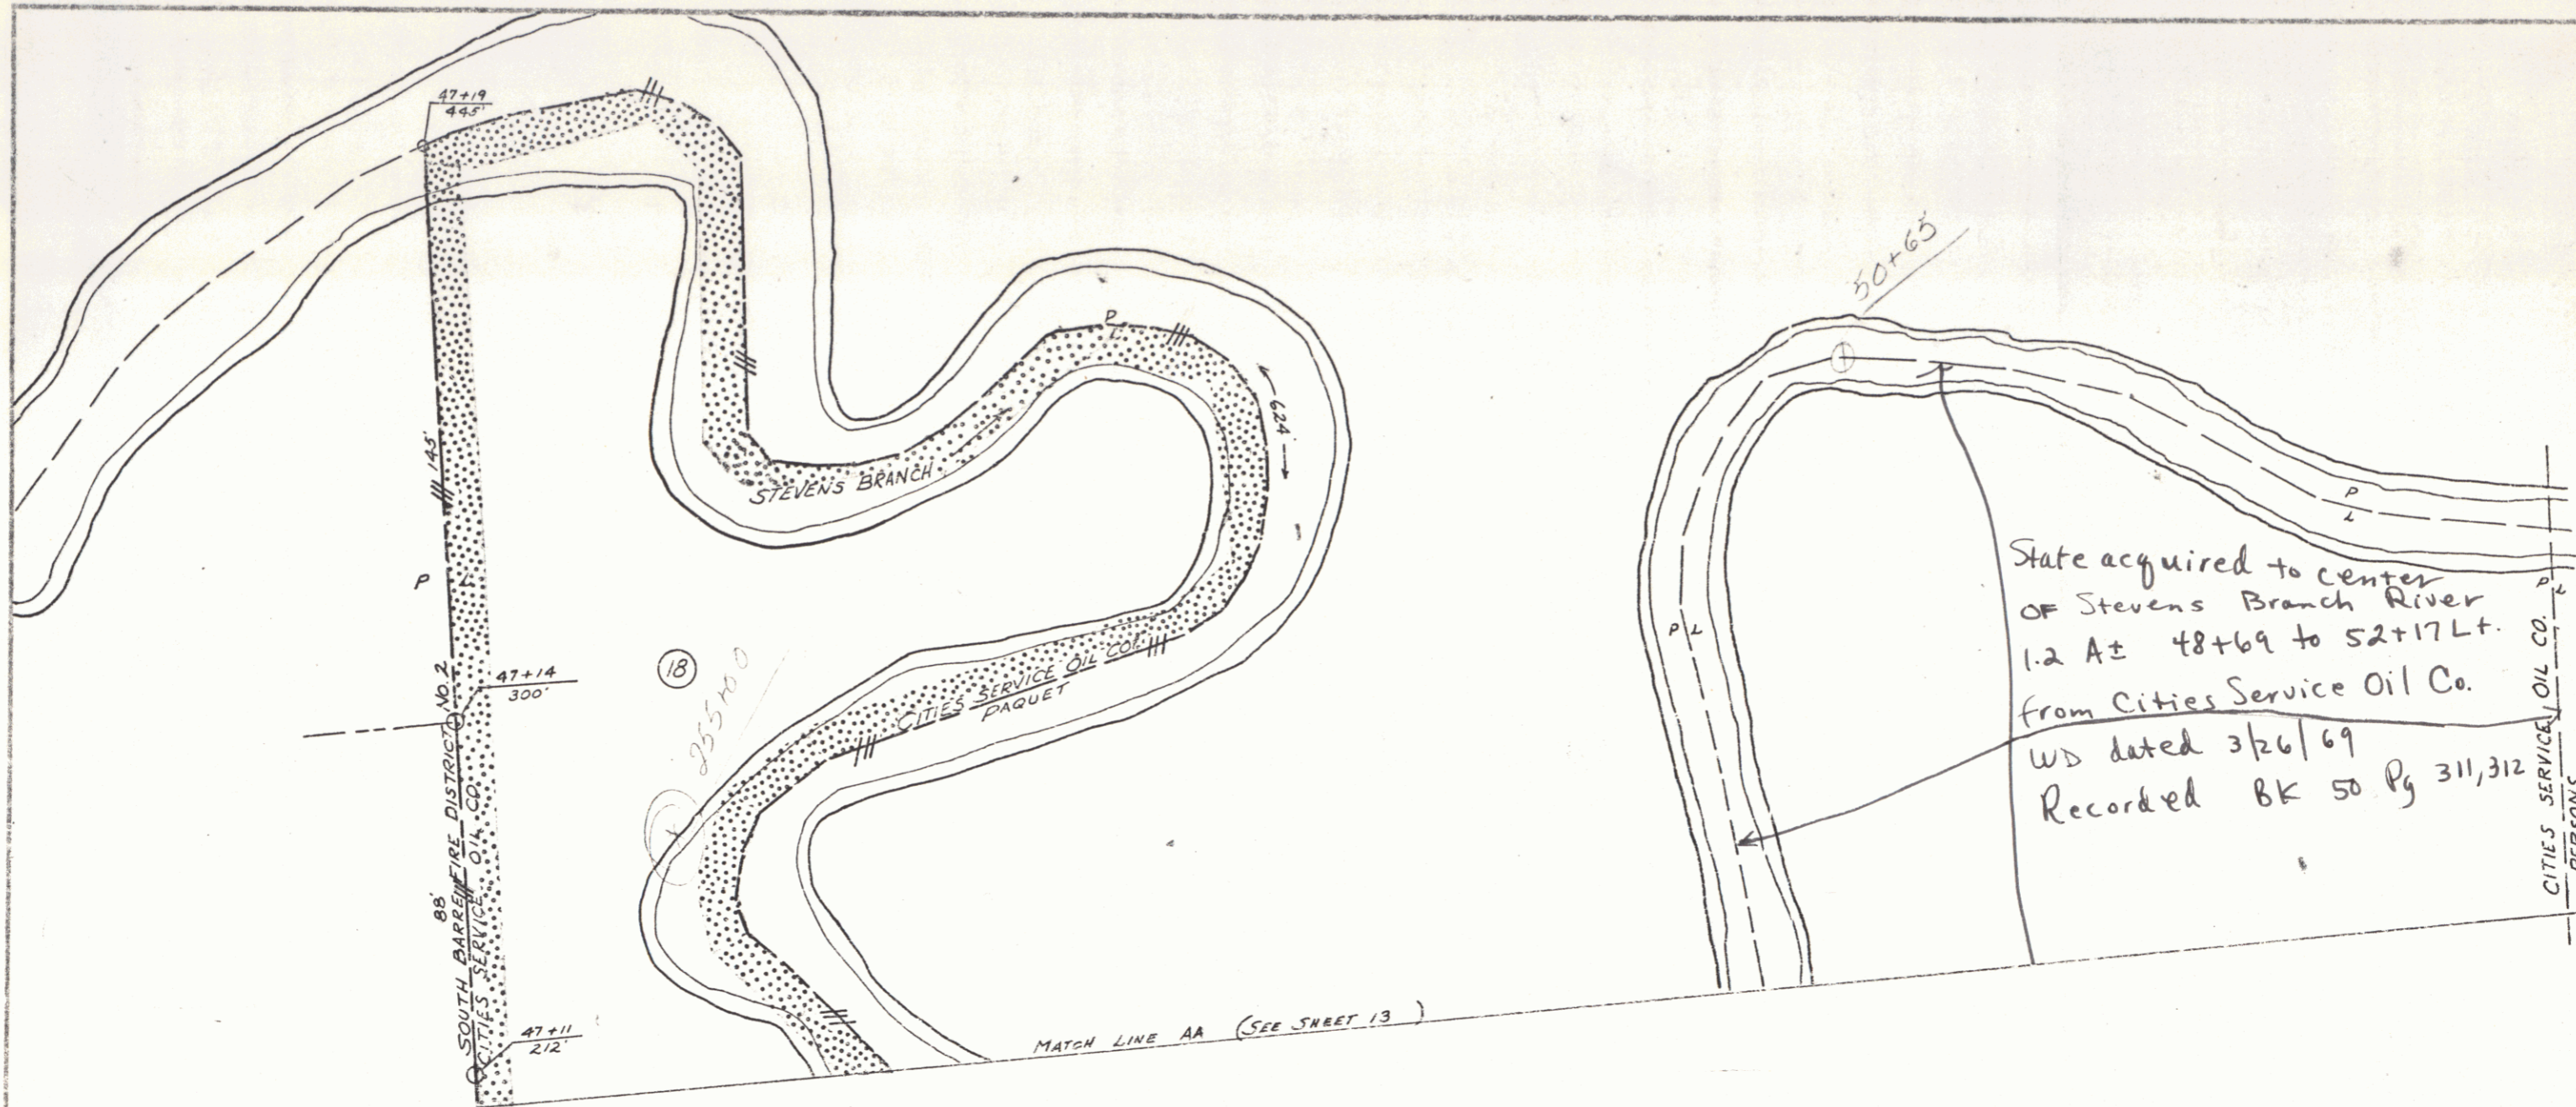 47+19
445'
50+65
P
L
624'
145'
STEVENS BRANCH
P L
P
L
P L
State acquired to center
OF Stevens Branch River
1.2 A± 48+69 to 52+17 Lt.
from Cities Service Oil Co.
WD dated 3/26/69
Recorded BK 50 Pg 311,312
P
L
CITIES SERVICE OIL CO.
PERSONS
18
CITIES SERVICE OIL CO.
PAQUET
47+14
300'
88'
SOUTH BARRE FIRE DISTRICT NO. 2
CITIES SERVICE OIL CO.
47+11
212'
MATCH LINE AA (SEE SHEET 13 )